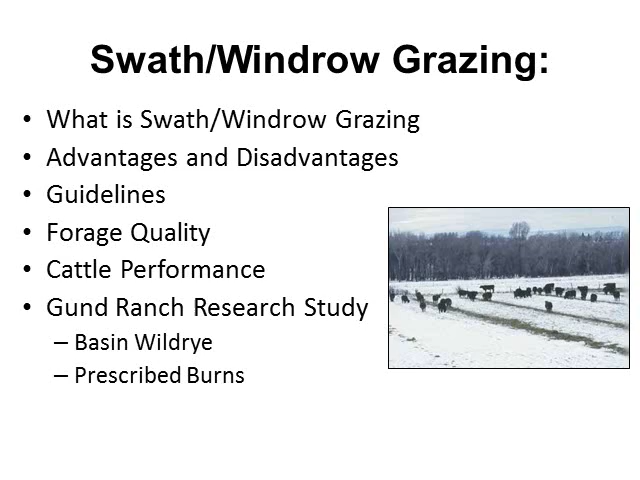 Swath/Windrow Grazing:
• What is Swath/Windrow Grazing
• Advantages and Disadvantages
• Guidelines
• Forage Quality
• Cattle Performance
• Gund Ranch Research Study
– Basin Wildrye
– Prescribed Burns